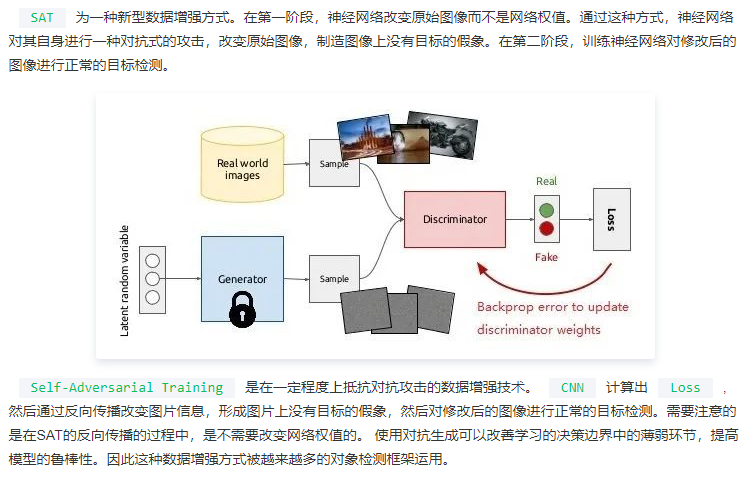 SAT 为一种新型数据增强方式。在第一阶段，神经网络改变原始图像而不是网络权值。通过这种方式，神经网络
对其自身进行一种对抗式的攻击，改变原始图像，制造图像上没有目标的假象。在第二阶段，训练神经网络对修改后的
图像进行正常的目标检测。
Real world
images
Sample
Latent random variable
Generator
Sample
Discriminator
Real
Fake
Loss
Backprop error to update
discriminator weights
Self-Adversarial Training 是在一定程度上抵抗对抗攻击的数据增强技术。 CNN 计算出 Loss ，
然后通过反向传播改变图片信息，形成图片上没有目标的假象，然后对修改后的图像进行正常的目标检测。需要注意的
是在SAT的反向传播的过程中，是不需要改变网络权值的。 使用对抗生成可以改善学习的决策边界中的薄弱环节，提高
模型的鲁棒性。因此这种数据增强方式被越来越多的对象检测框架运用。